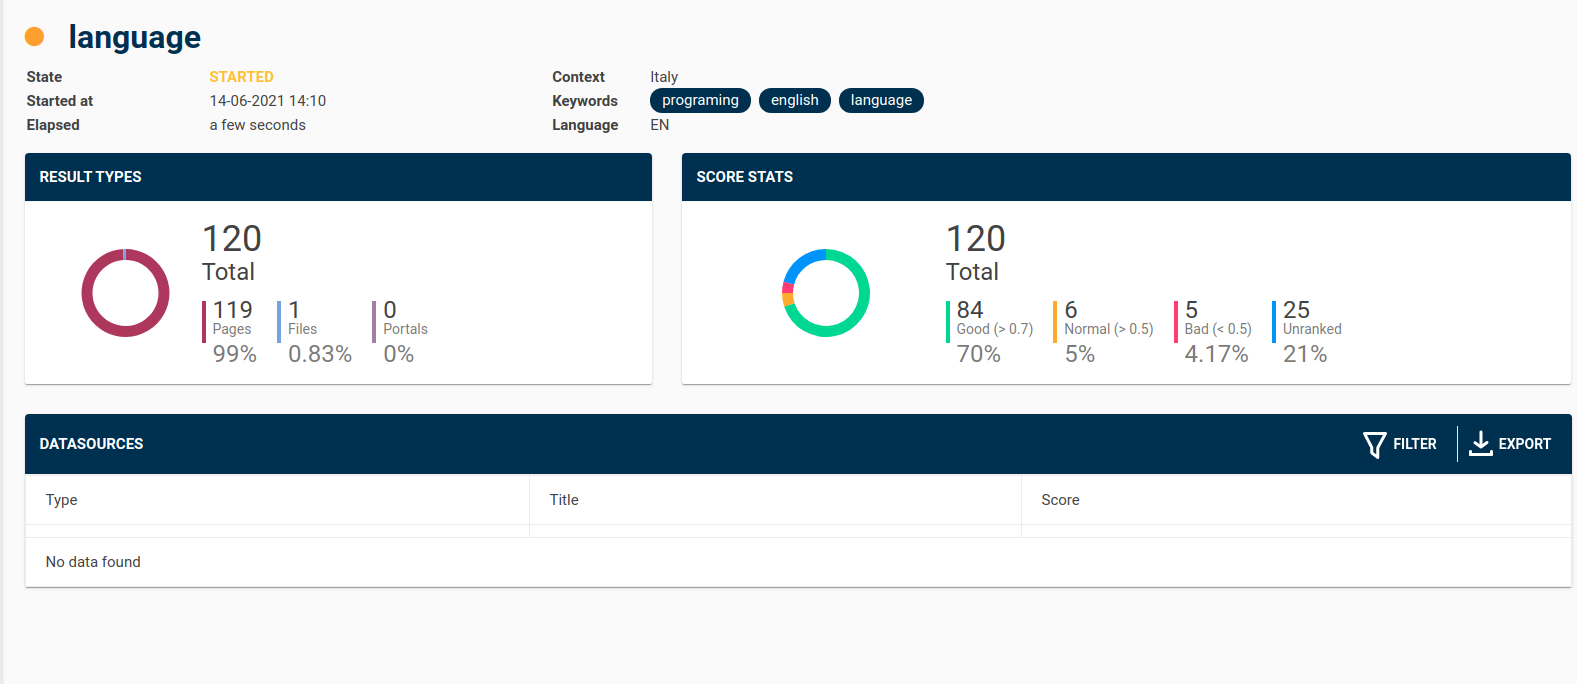 language
State STARTED
Started at 14-06-2021 14:10
Elapsed a few seconds
Context Italy
Keywords programing english language
Language EN
RESULT TYPES
120
Total
119 1 0
Pages Files Portals
99% 0.83% 0%
SCORE STATS
120
Total
84 6 5 25
Good (> 0.7) Normal (> 0.5) Bad (< 0.5) Unranked
70% 5% 4.17% 21%
DATASOURCES FILTER EXPORT
Type Title Score
No data found